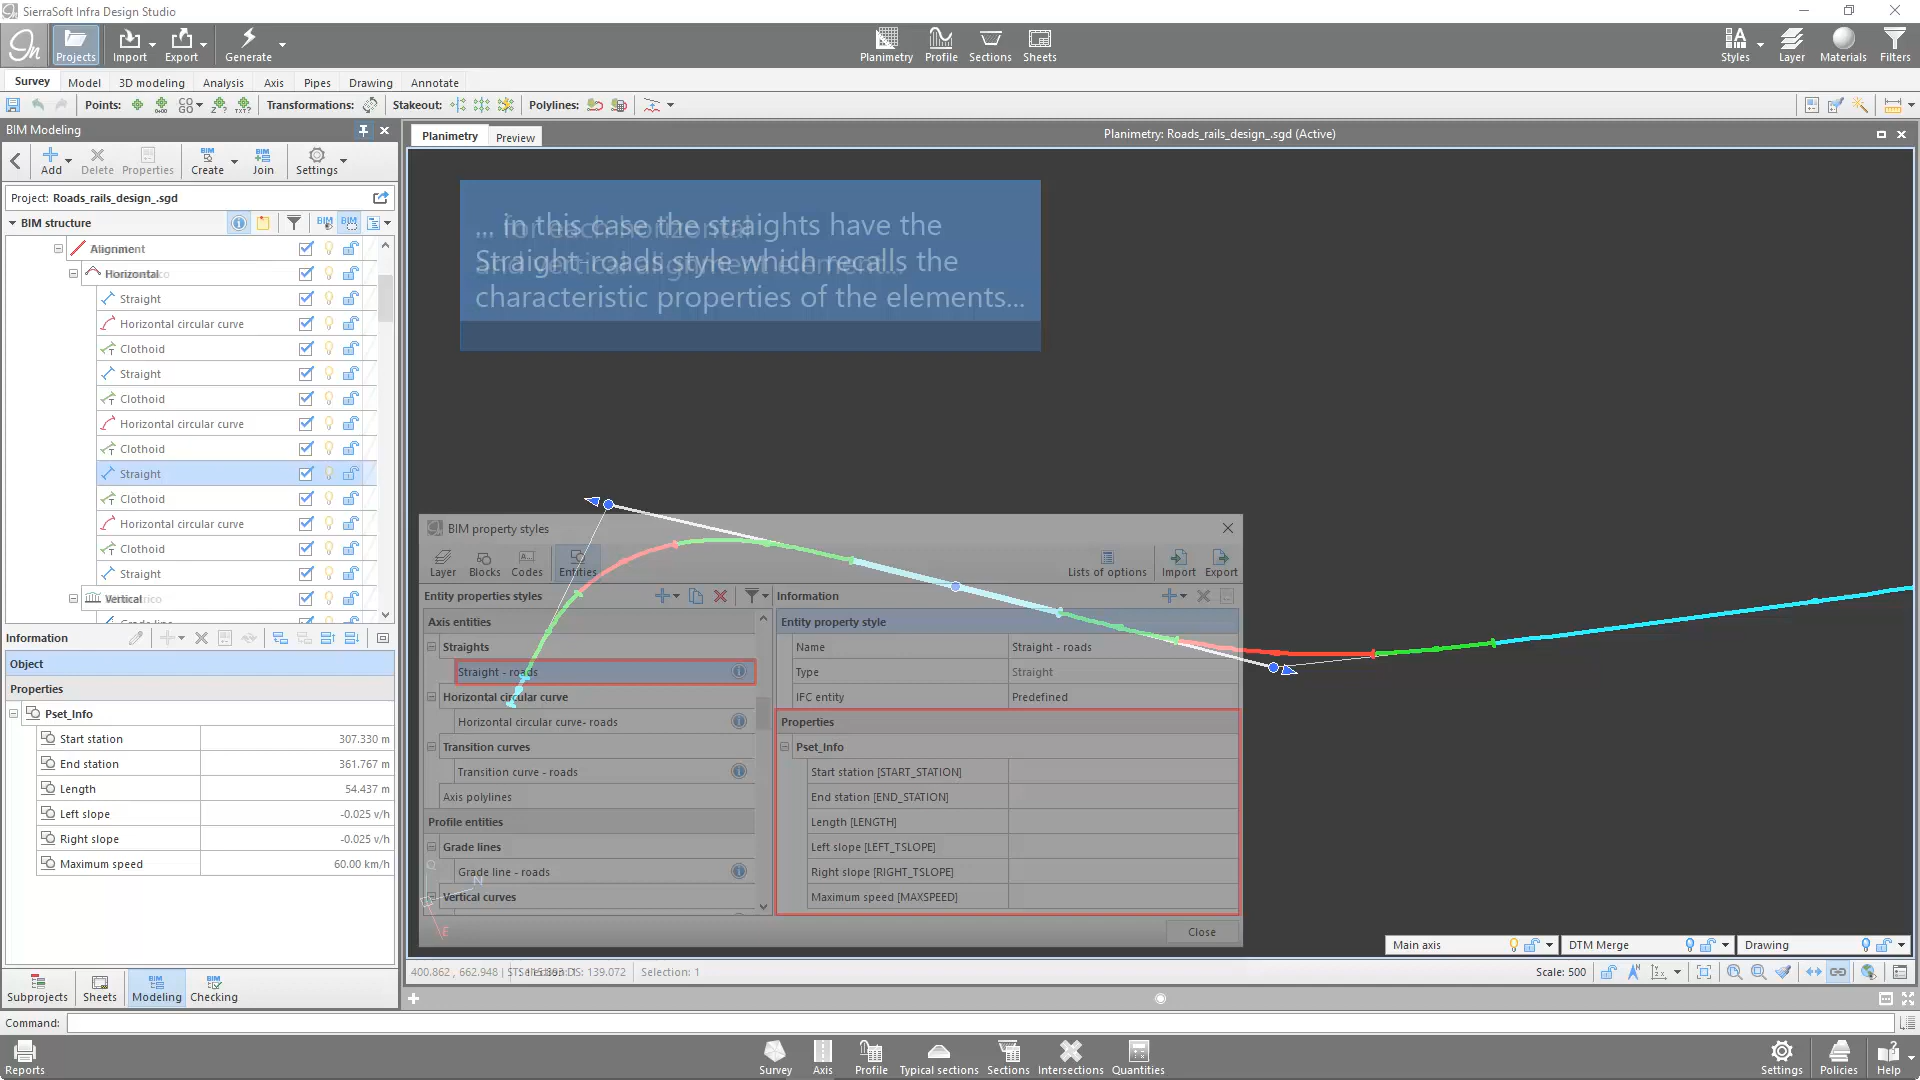 SierraSoft Infra Design Studio
Projects
Import
Export
Generate
Planimetry
Profile
Sections
Sheets
Styles
Layer
Materials
Filters
Survey
Model
3D modeling
Analysis
Axis
Pipes
Drawing
Annotate
Points:
Transformations:
Stakeout:
Polylines:
BIM Modeling
Planimetry
Preview
Planimetry: Roads_rails_design_.sgd (Active)
Add
Delete
Properties
Create
Join
Settings
Project: Roads_rails_design_.sgd
BIM structure
Alignment
Horizontal
Straight
Horizontal circular curve
Clothoid
Straight
Clothoid
Horizontal circular curve
Clothoid
Straight
Clothoid
Horizontal circular curve
Clothoid
Straight
Vertical
Information
Object
Properties
Pset_Info
Start station 307.330 m
End station 361.767 m
Length 54.437 m
Left slope -0.025 v/h
Right slope -0.025 v/h
Maximum speed 60.00 km/h
... in this case the straights have the
Straight-roads style which recalls the
characteristic properties of the elements...
for each horizontal
and vertical alignment element...
BIM property styles
Layer
Blocks
Codes
Entities
Lists of options
Import
Export
Entity properties styles
Axis entities
Straights
Straight - roads
Horizontal circular curve
Horizontal circular curve- roads
Transition curves
Transition curve - roads
Axis polylines
Profile entities
Grade lines
Grade line - roads
Vertical curves
Information
Entity property style
Name Straight - roads
Type Straight
IFC entity Predefined
Properties
Pset_Info
Start station [START_STATION]
End station [END_STATION]
Length [LENGTH]
Left slope [LEFT_TSLOPE]
Right slope [RIGHT_TSLOPE]
Maximum speed [MAXSPEED]
Close
N
E
Main axis
DTM Merge
Drawing
400.862 , 662.948
DS: 139.072
Selection: 1
Scale: 500
Subprojects
Sheets
Modeling
Checking
Command:
Reports
Survey
Axis
Profile
Typical sections
Sections
Intersections
Quantities
Settings
Policies
Help